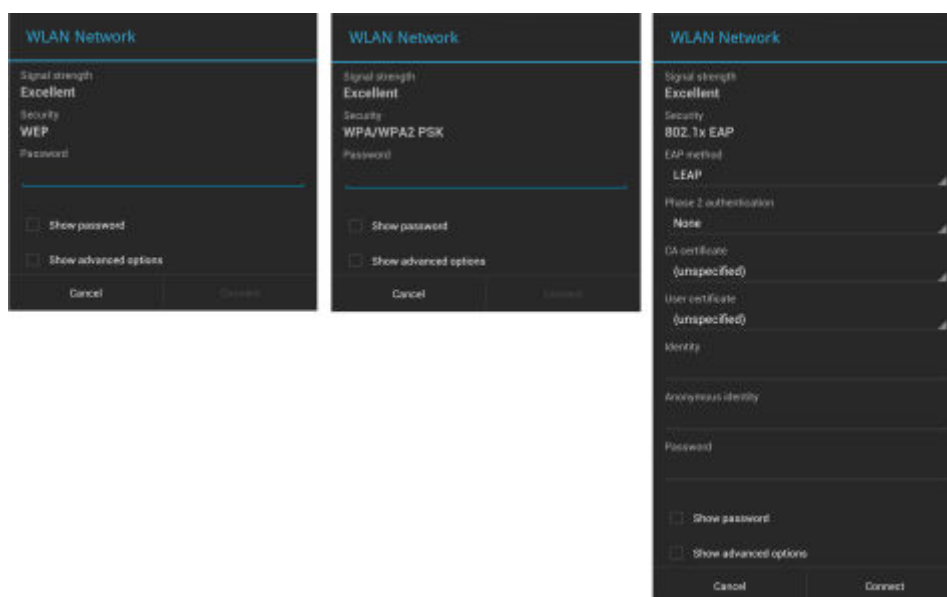 WLAN Network
Signal strength
Excellent
Security
WEP
Password
Show password
Show advanced options
Cancel Connect
WLAN Network
Signal strength
Excellent
Security
WPA/WPA2 PSK
Password
Show password
Show advanced options
Cancel Connect
WLAN Network
Signal strength
Excellent
Security
802.1x EAP
EAP method
LEAP
Phase 2 authentication
None
CA certificate
(unspecified)
User certificate
(unspecified)
Identity
Anonymous identity
Password
Show password
Show advanced options
Cancel Connect